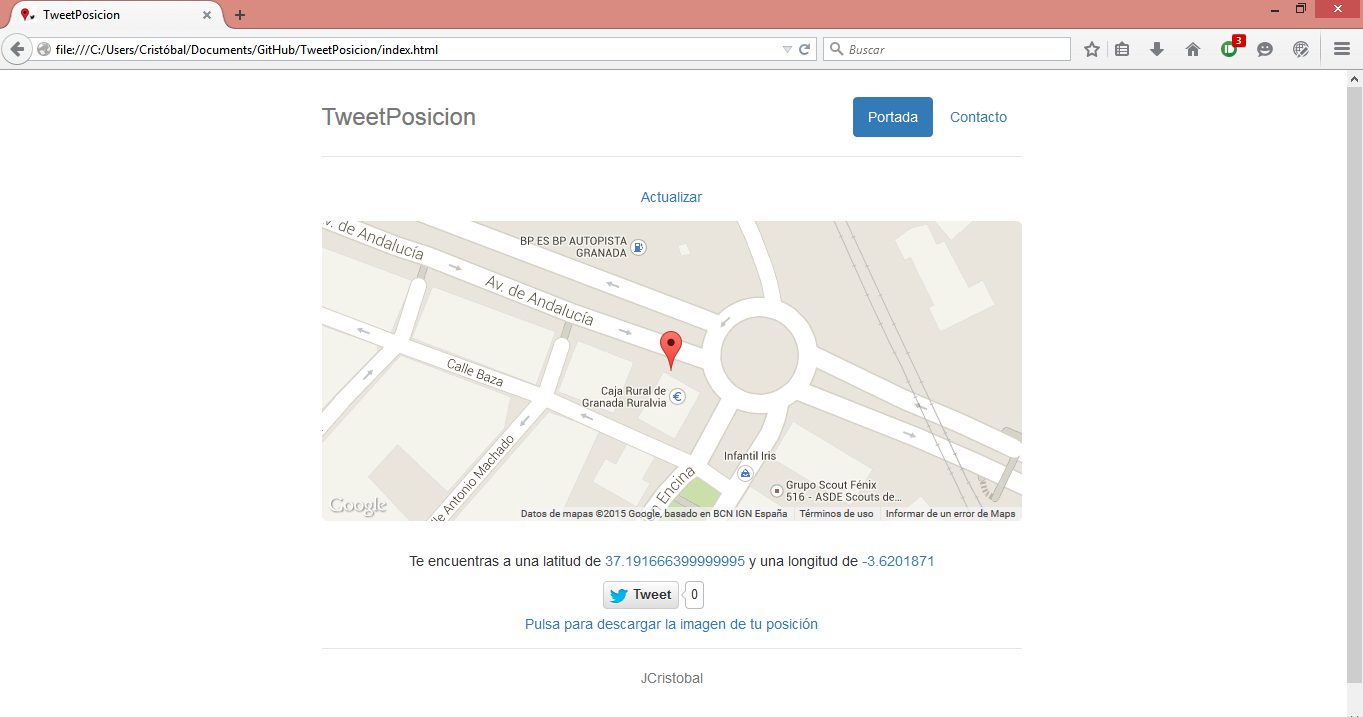 TweetPosicion
file:///C:/Users/Cristóbal/Documents/GitHub/TweetPosicion/index.html
Buscar
3
TweetPosicion
Portada
Contacto
Actualizar
v. de Andalucía
BP ES BP AUTOPISTA
GRANADA
Av. de Andalucía
Calle Baza
Caja Rural de
Granada Ruralvia
€
lle Antonio Machado
n Encina
Infantil Iris
Grupo Scout Fénix
516 - ASDE Scouts de...
Google
Datos de mapas ©2015 Google, basado en BCN IGN España
Términos de uso
Informar de un error de Maps
Te encuentras a una latitud de 37.191666399999995 y una longitud de -3.6201871
Tweet
0
Pulsa para descargar la imagen de tu posición
JCristobal